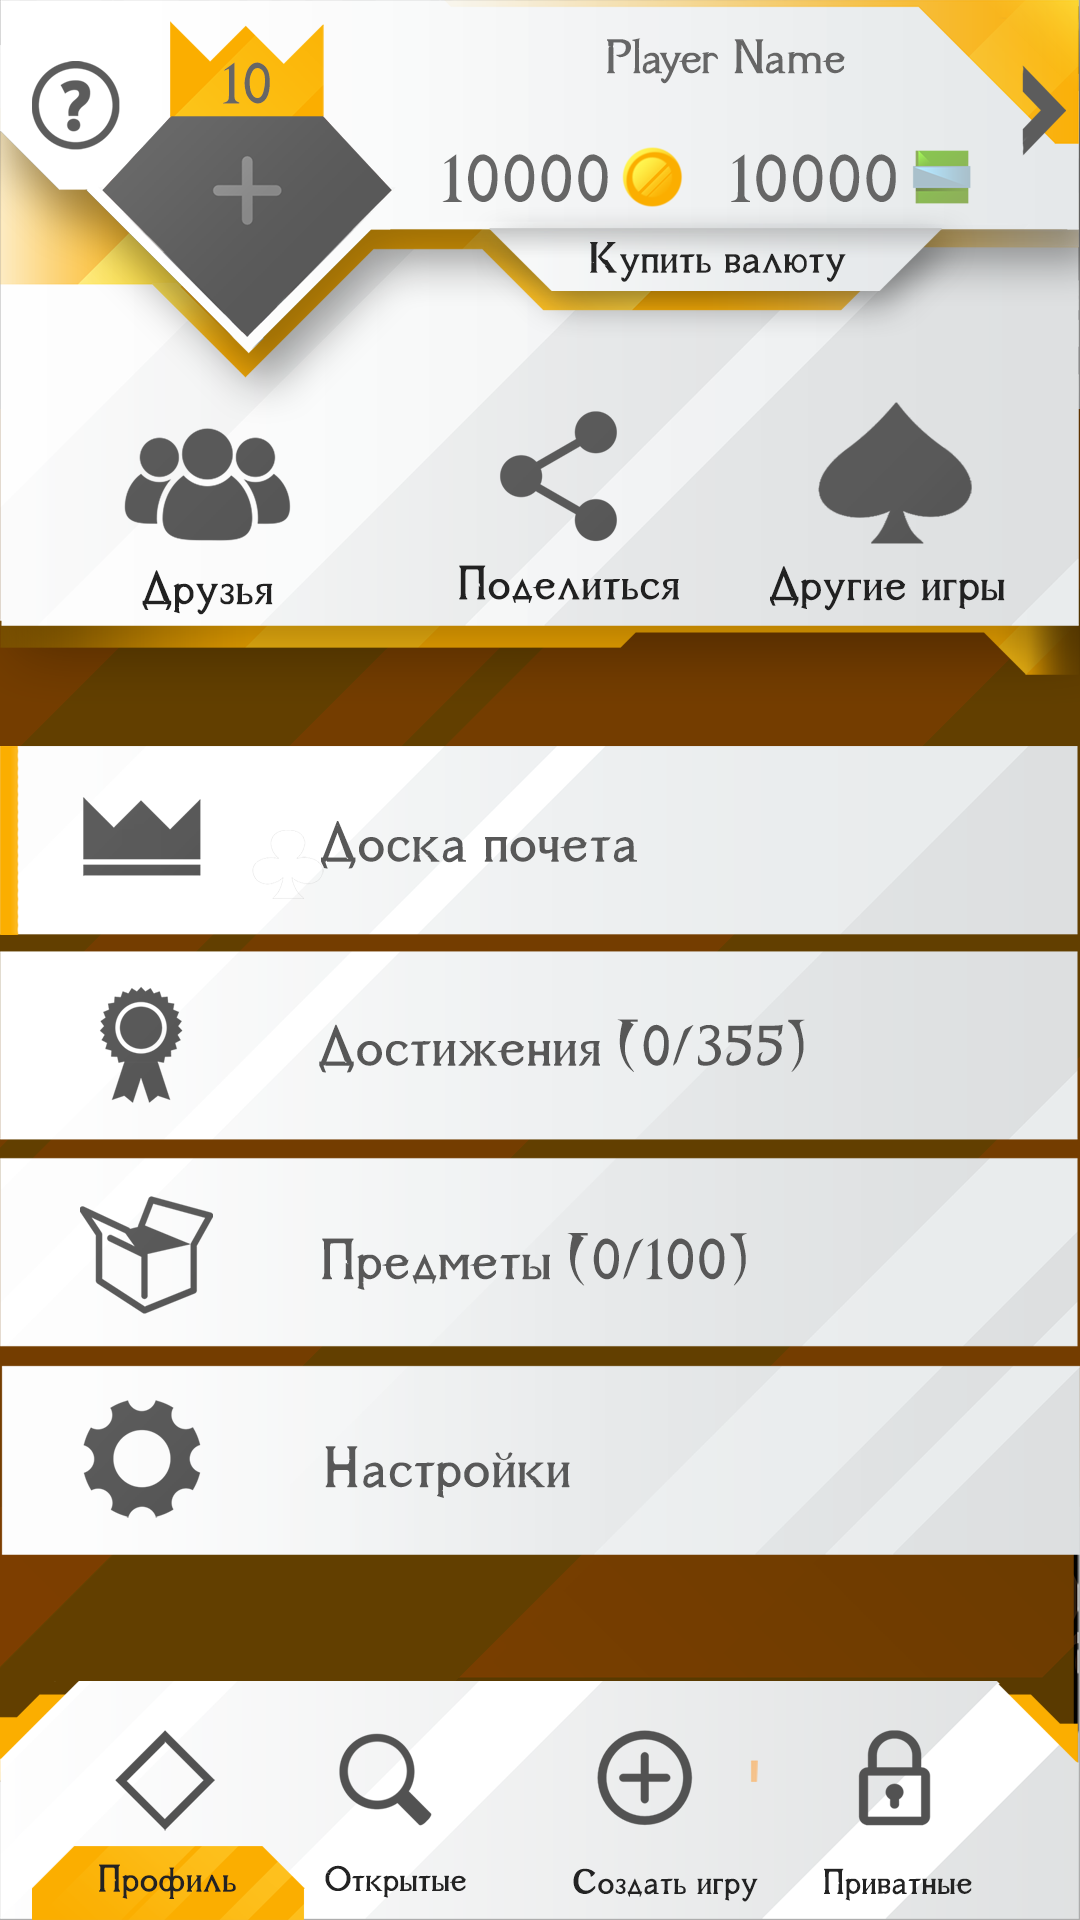 ?
10
Player Name
10000 10000
Купить валюту
Друзья Поделиться Другие игры
Доска почета
Достижения (0/355)
Предметы (0/100)
Настройки
Профиль Открытые Создать игру Приватные